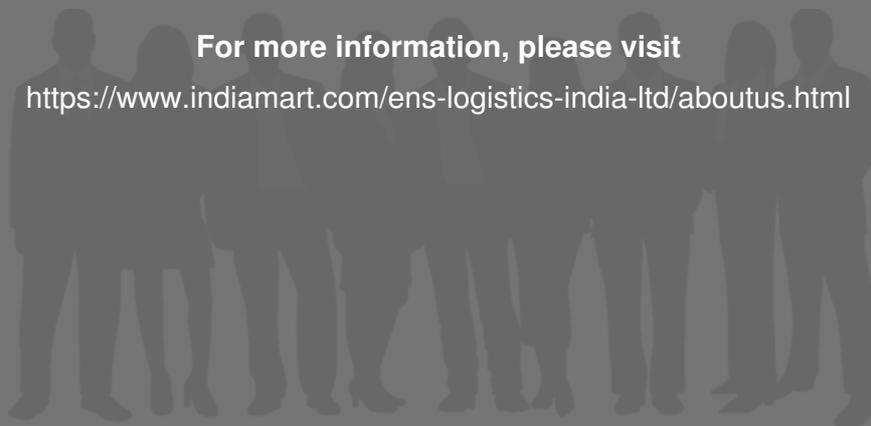 For more information, please visit
https://www.indiamart.com/ens-logistics-india-ltd/aboutus.html